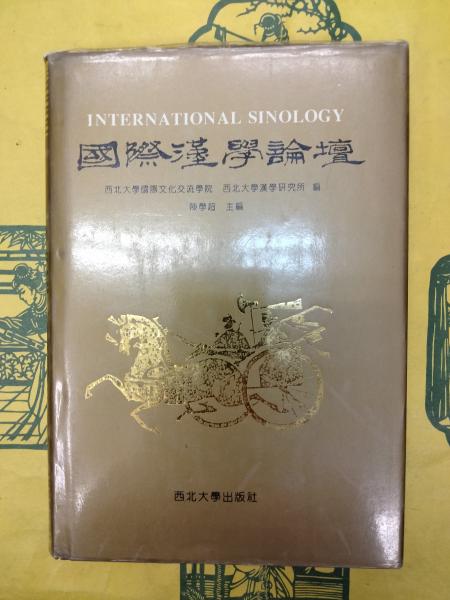 INTERNATIONAL SINOLOGY
國際漢學論壇
西北大學國際文化交流學院 西北大學漢學研究所 編
陳學超 主編
西北大學出版社